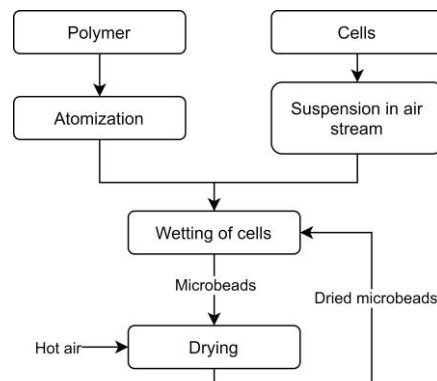 Polymer
Cells
Atomization
Suspension in air
stream
Wetting of cells
Microbeads
Dried microbeads
Hot air
Drying